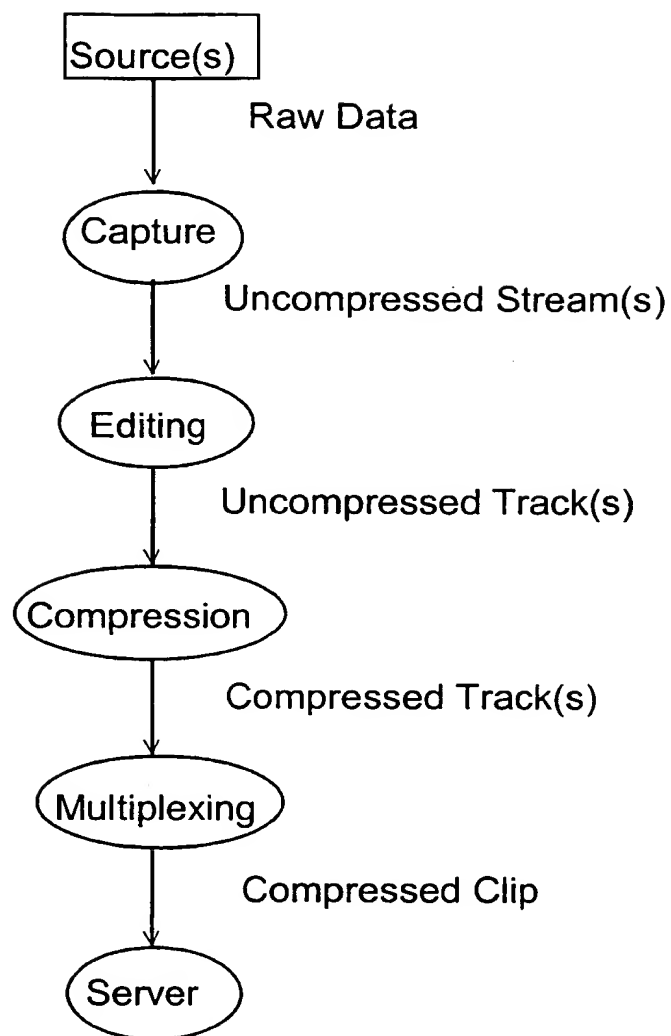 Source(s)
Raw Data
Capture
Uncompressed Stream(s)
Editing
Uncompressed Track(s)
Compression
Compressed Track(s)
Multiplexing
Compressed Clip
Server